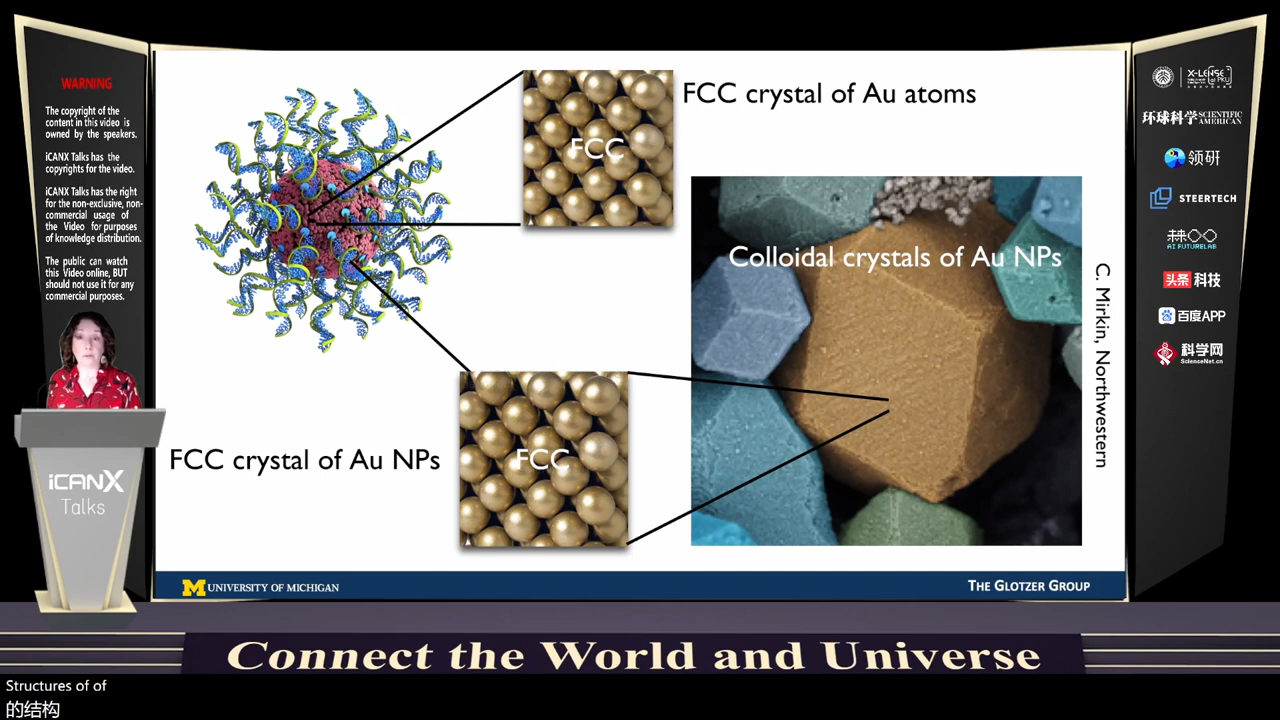 WARNING
The copyright of the
content in this video is
owned by the speakers.
iCANX Talks has the
copyrights for the video.
iCANX Talks has the right
for the non-exclusive, non-
commercial usage of
the Video for purposes
of knowledge distribution.
The public can watch
this Video online, BUT
should not use it for any
commercial purposes.
iCANX
Talks
FCC crystal of Au atoms
FCC
Colloidal crystals of Au NPs
C. Mirkin, Northwestern
FCC crystal of Au NPs
FCC
M UNIVERSITY OF MICHIGAN
THE GLOTZER GROUP
X-LENSE
环球科学 SCIENTIFIC AMERICAN
领研
STEERTECH
AI FUTURELAB
头条 科技
百度APP
科学网
ScienceNet.cn
Connect the World and Universe
Structures of of
的结构